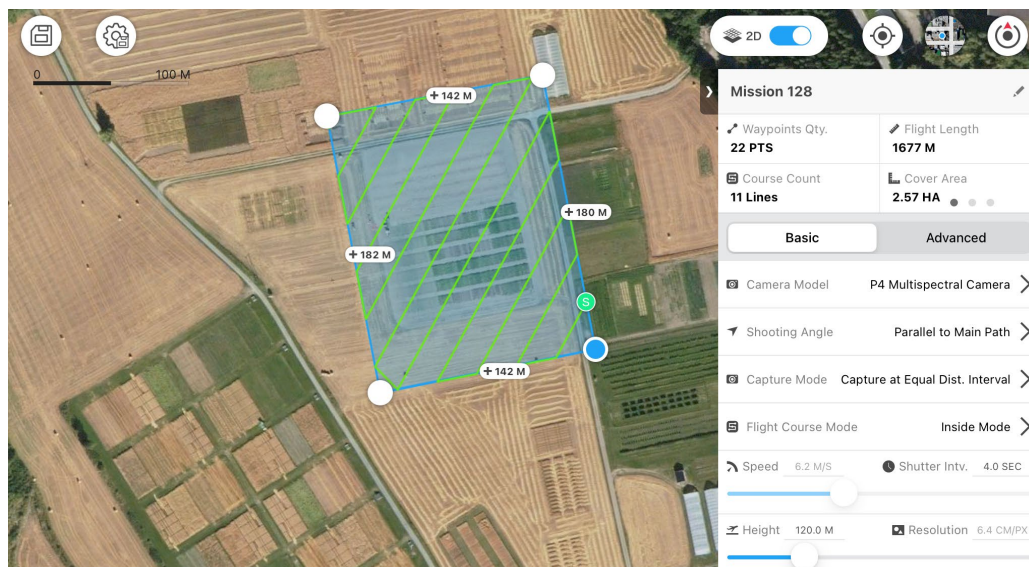 2D
0 100 M
142 M
180 M
182 M
142 M
S
Mission 128
Waypoints Qty.
22 PTS
Flight Length
1677 M
Course Count
11 Lines
Cover Area
2.57 HA
Basic
Advanced
Camera Model P4 Multispectral Camera
Shooting Angle Parallel to Main Path
Capture Mode Capture at Equal Dist. Interval
Flight Course Mode Inside Mode
Speed 6.2 M/S Shutter Intv. 4.0 SEC
Height 120.0 M Resolution 6.4 CM/PX